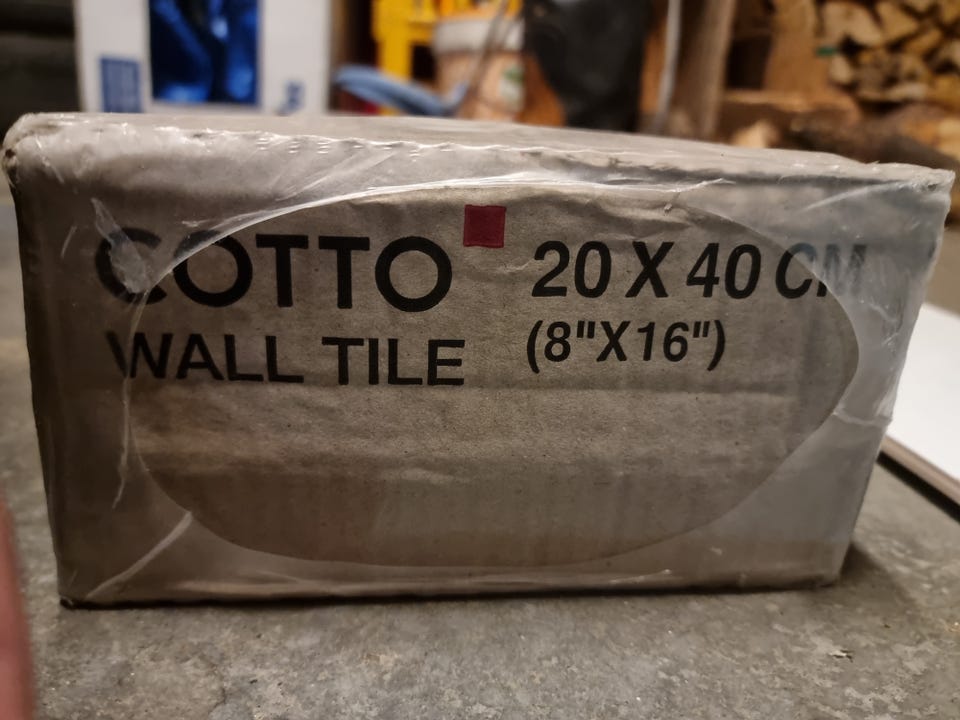 COTTO
WALL TILE
20 X 40 CM
(8"X16")